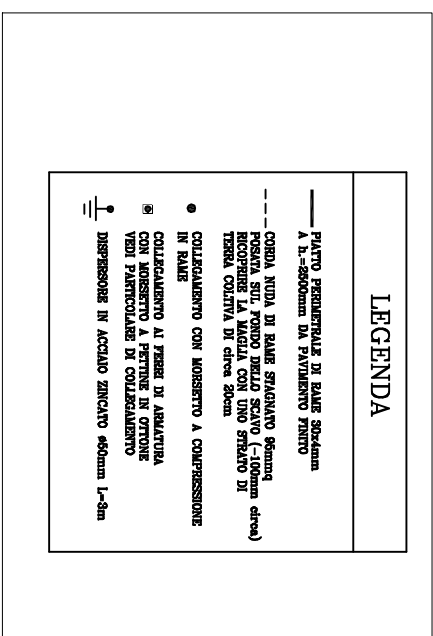 LEGENDA
PIATTO PERIMETRALE DI RAME 30x4mm
A h.=2500mm DA PAVIMENTO FINITO
CORDA NUDA DI RAME STAGNATO 95mmq
POSATA SUL FONDO DELLO SCAVO (-100mm circa)
RICOPRIRE LA MAGLIA CON UNO STRATO DI
TERRA COLTIVA DI circa 20cm
COLLEGAMENTO CON MORSETTO A COMPRESSIONE
IN RAME
COLLEGAMENTO AI FERRI DI ARMATURA
CON MORSETTO A PETTINE IN OTTONE
VEDI PARTICOLARE DI COLLEGAMENTO
DISPERSORE IN ACCIAIO ZINCATO ø50mm L=3m